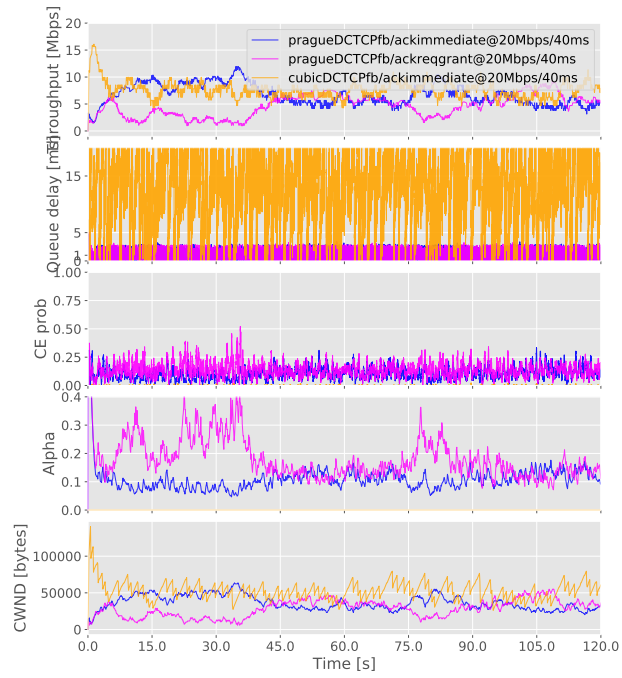 Throughput [Mbps]
20
15
10
5
0
pragueDCTCPfb/ackimmediate@20Mbps/40ms
pragueDCTCPfb/ackreqgrant@20Mbps/40ms
cubicDCTCPfb/ackimmediate@20Mbps/40ms
Queue delay [ms]
15
5
1
0
CE prob
1.00
0.75
0.50
0.25
0.00
Alpha
0.4
0.3
0.2
0.1
0.0
CWND [bytes]
100000
50000
0
0.0 15.0 30.0 45.0 60.0 75.0 90.0 105.0 120.0
Time [s]